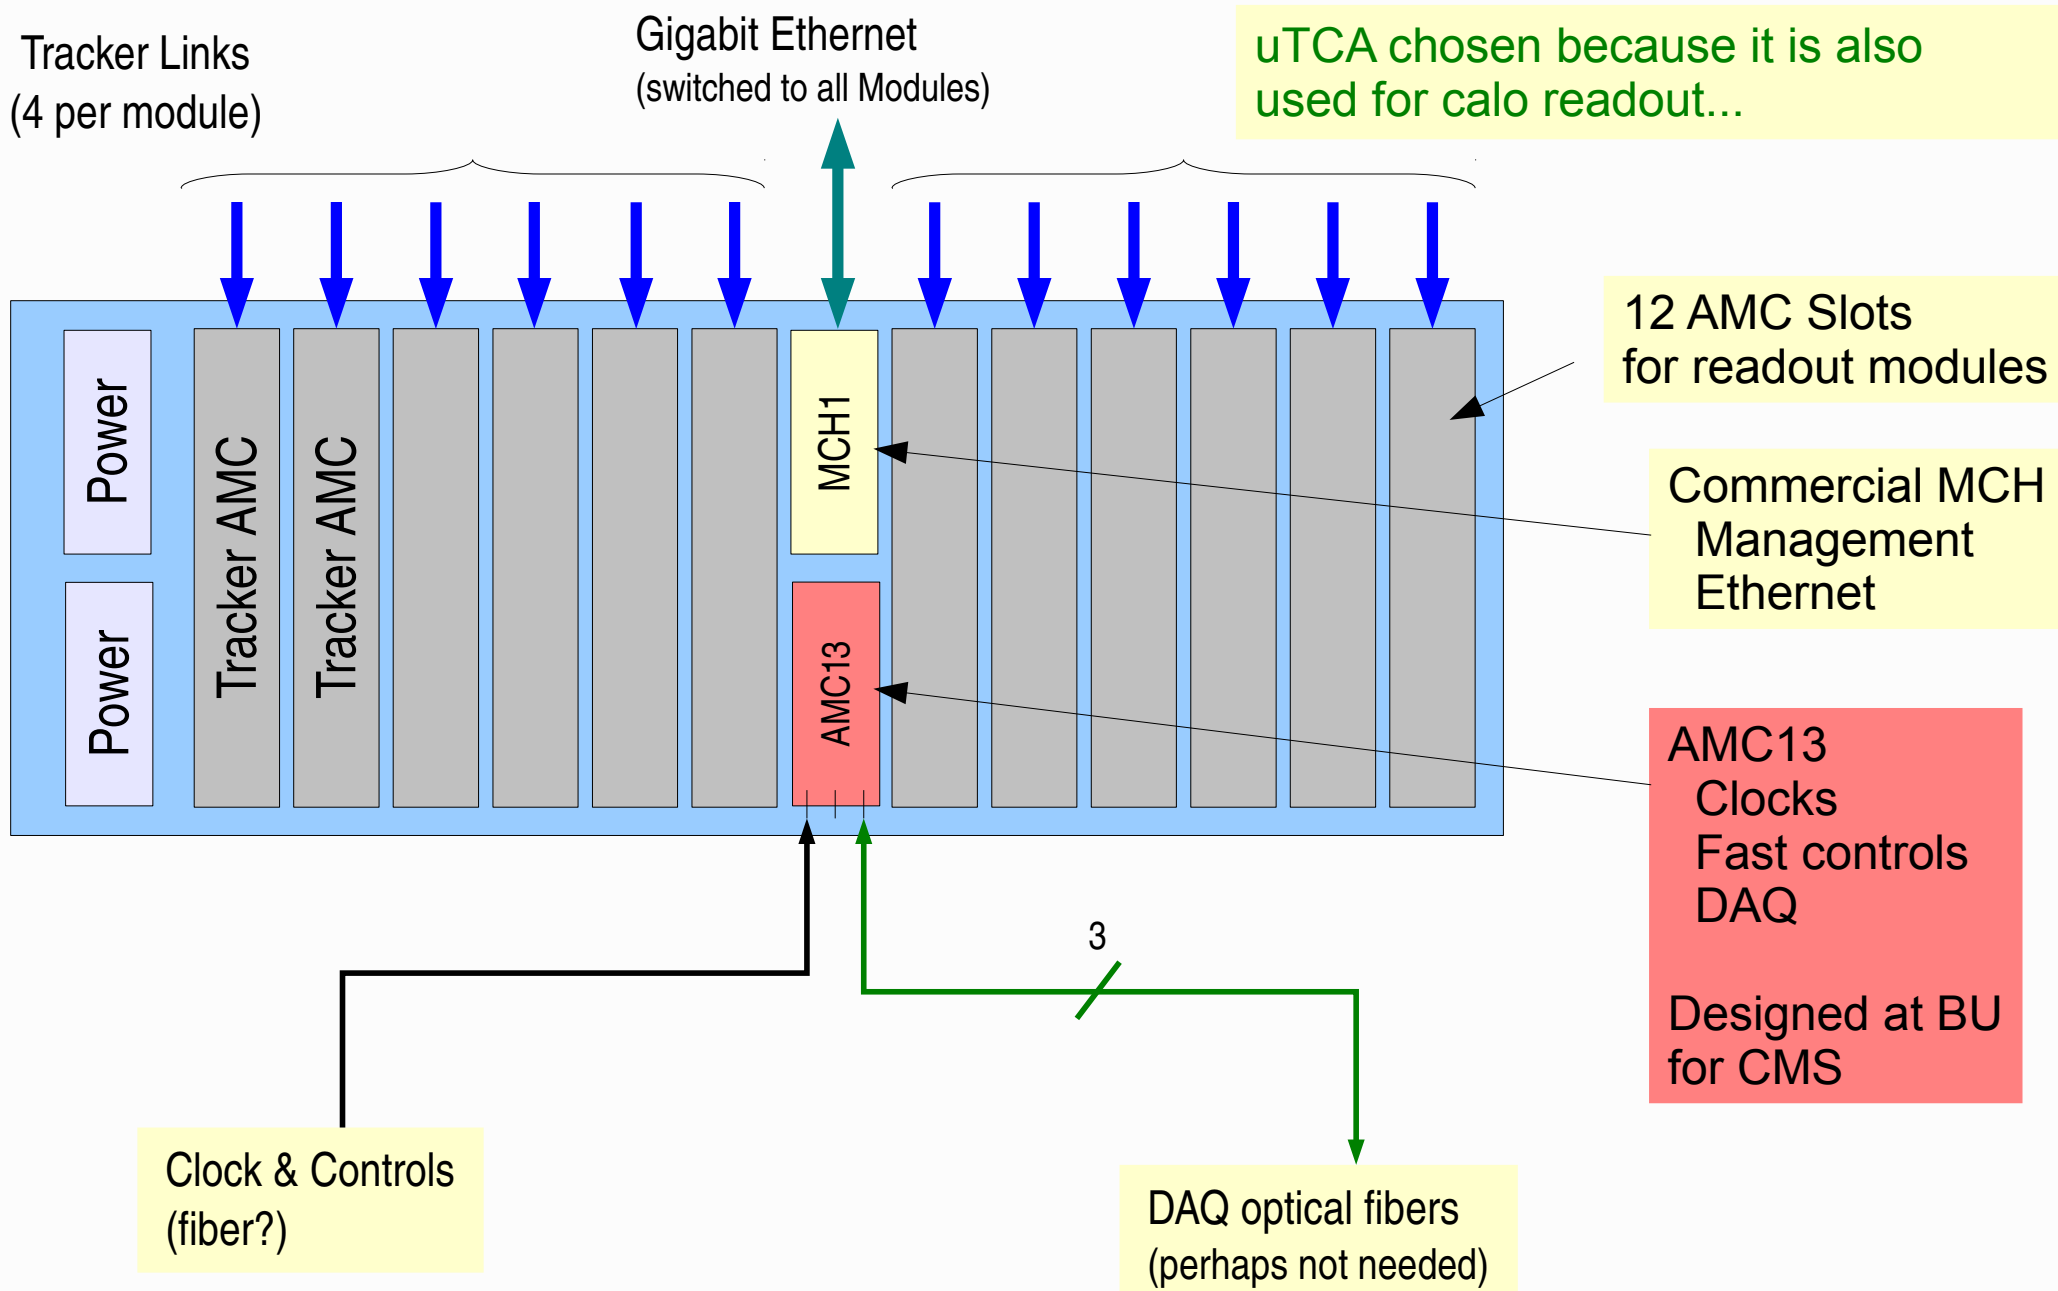 Tracker Links
(4 per module)
Gigabit Ethernet
(switched to all Modules)
uTCA chosen because it is also
used for calo readout...
Power
Power
Tracker AMC
Tracker AMC
MCH1
AMC13
12 AMC Slots
for readout modules
Commercial MCH
Management
Ethernet
AMC13
Clocks
Fast controls
DAQ
Designed at BU
for CMS
3
Clock & Controls
(fiber?)
DAQ optical fibers
(perhaps not needed)